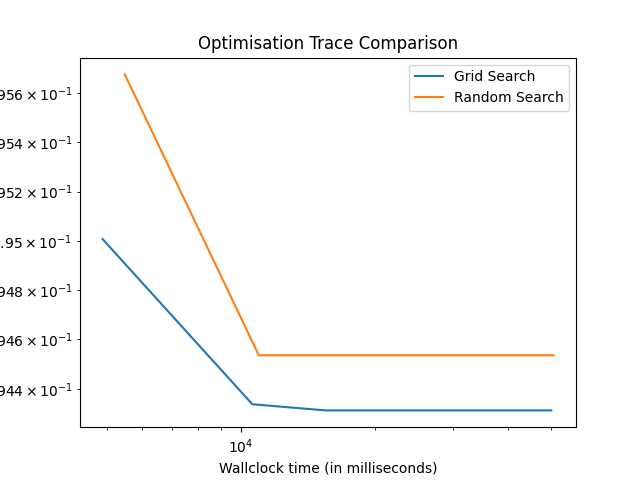 Optimisation Trace Comparison
Grid Search
Random Search
956 × 10⁻¹
954 × 10⁻¹
952 × 10⁻¹
.95 × 10⁻¹
948 × 10⁻¹
946 × 10⁻¹
944 × 10⁻¹
10⁴
Wallclock time (in milliseconds)